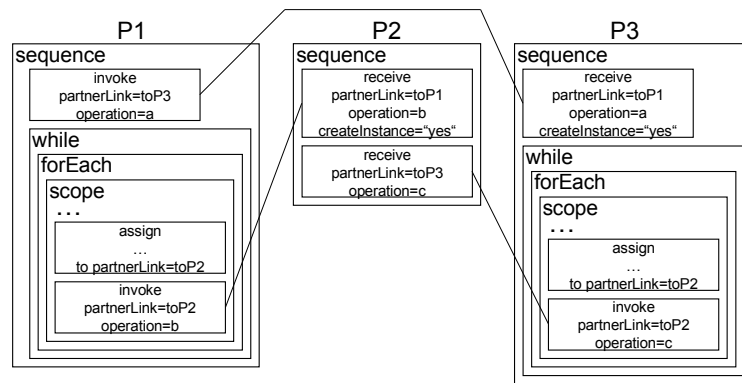 P1
sequence
invoke
partnerLink=toP3
operation=a
while
forEach
scope
...
assign
...
to partnerLink=toP2
invoke
partnerLink=toP2
operation=b
P2
sequence
receive
partnerLink=toP1
operation=b
createInstance="yes"
receive
partnerLink=toP3
operation=c
P3
sequence
receive
partnerLink=toP1
operation=a
createInstance="yes"
while
forEach
scope
...
assign
...
to partnerLink=toP2
invoke
partnerLink=toP2
operation=c